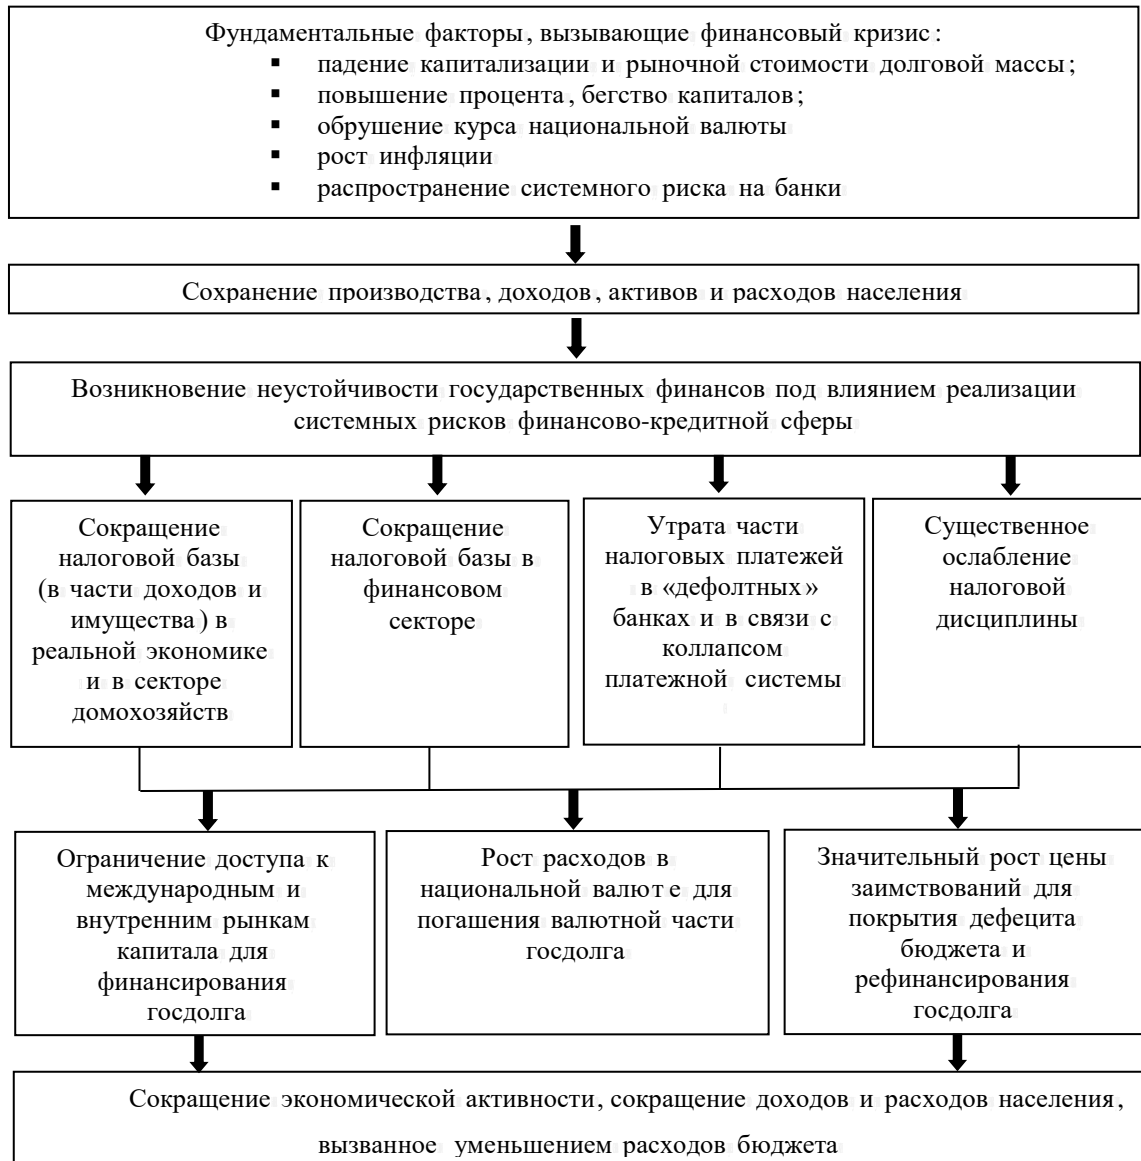 Фундаментальные факторы, вызывающие финансовый кризис:
▪ падение капитализации и рыночной стоимости долговой массы;
▪ повышение процента, бегство капиталов;
▪ обрушение курса национальной валюты
▪ рост инфляции
▪ распространение системного риска на банки
Сохранение производства, доходов, активов и расходов населения
Возникновение неустойчивости государственных финансов под влиянием реализации
системных рисков финансово-кредитной сферы
Сокращение
налоговой базы
(в части доходов и
имущества) в
реальной экономике
и в секторе
домохозяйств
Сокращение
налоговой базы в
финансовом
секторе
Утрата части
налоговых платежей
в «дефолтных»
банках и в связи с
коллапсом
платежной системы
Существенное
ослабление
налоговой
дисциплины
Ограничение доступа к
международным и
внутренним рынкам
капитала для
финансирования
госдолга
Рост расходов в
национальной валют е для
погашения валютной части
госдолга
Значительный рост цены
заимствований для
покрытия дефецита
бюджета и
рефинансирования
госдолга
Сокращение экономической активности, сокращение доходов и расходов населения,
вызванное уменьшением расходов бюджета